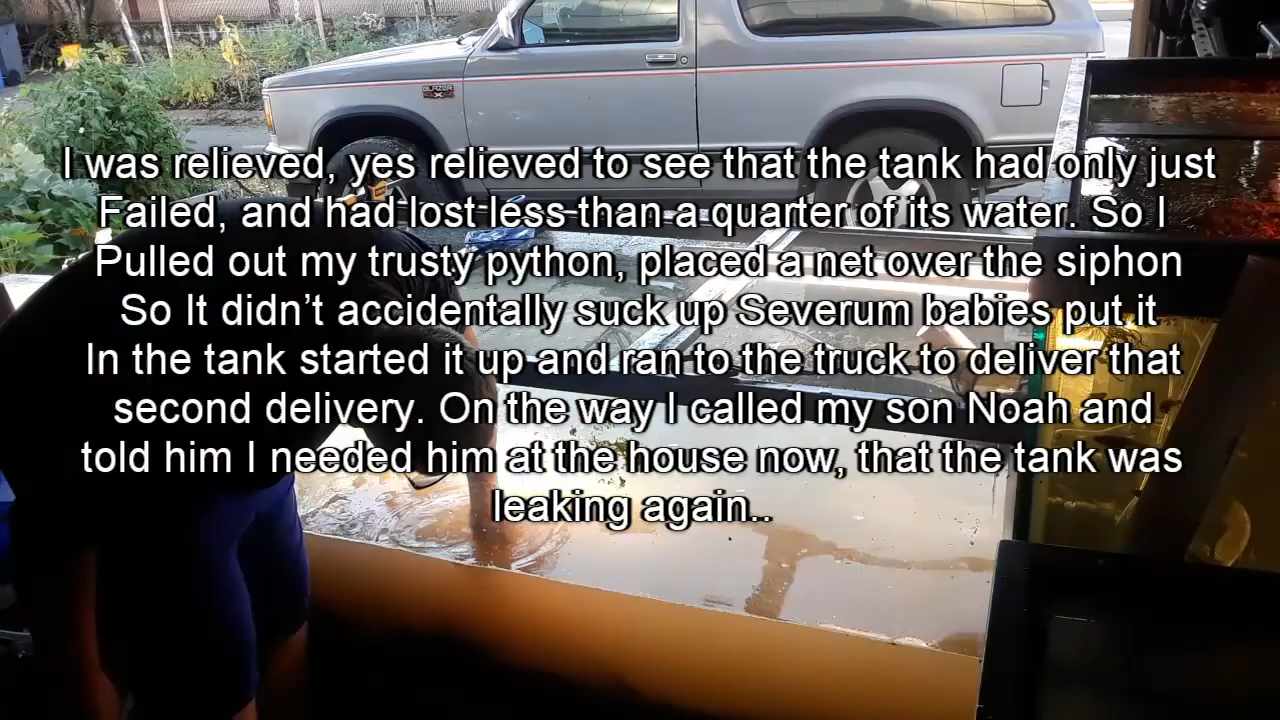 BLAZER
I was relieved, yes relieved to see that the tank had only just
Failed, and had lost less than a quarter of its water. So I
Pulled out my trusty python, placed a net over the siphon
So It didn't accidentally suck up Severum babies put it
In the tank started it up and ran to the truck to deliver that
second delivery. On the way I called my son Noah and
told him I needed him at the house now, that the tank was
leaking again..